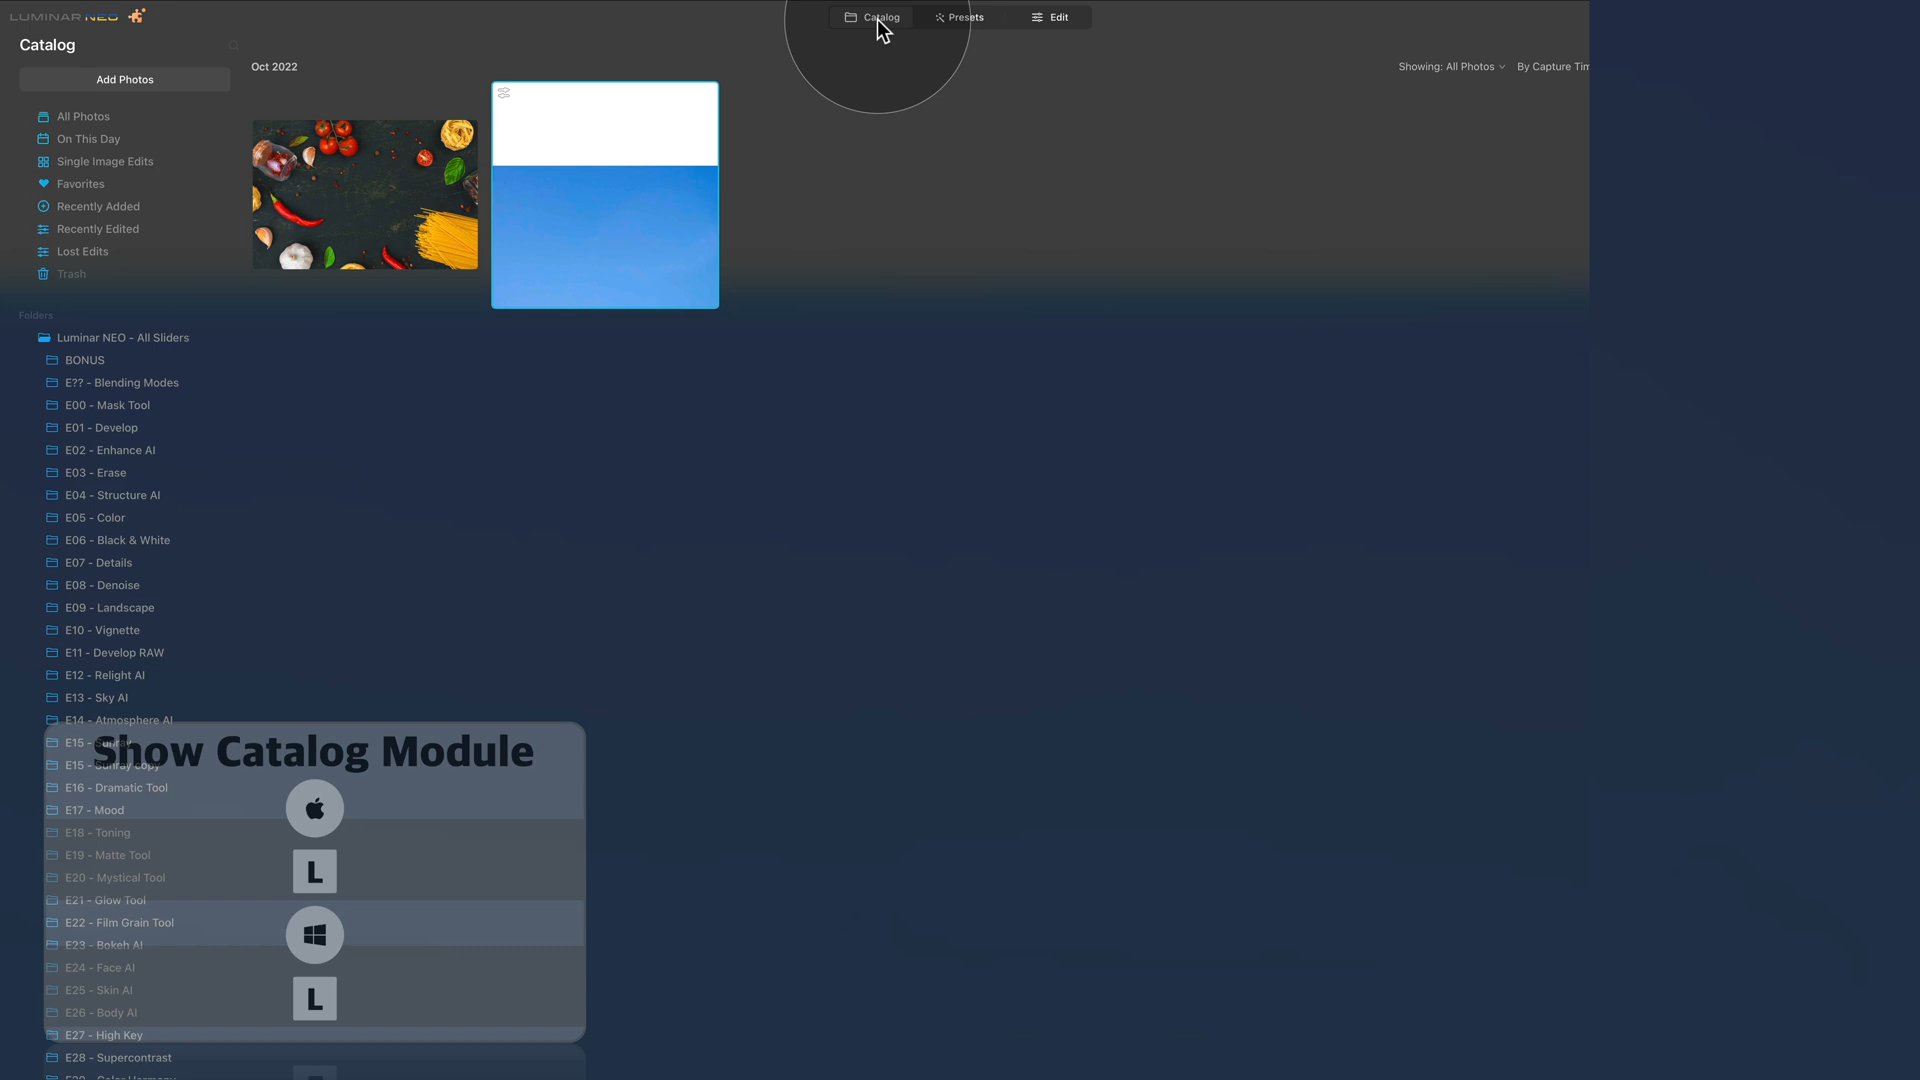 LUMINAR NEO
Catalog
Presets
Edit
Catalog
Add Photos
Oct 2022
Showing: All Photos
By Capture Tim
All Photos
On This Day
Single Image Edits
Favorites
Recently Added
Recently Edited
Lost Edits
Trash
Folders
Luminar NEO - All Sliders
BONUS
E?? - Blending Modes
E00 - Mask Tool
E01 - Develop
E02 - Enhance AI
E03 - Erase
E04 - Structure AI
E05 - Color
E06 - Black & White
E07 - Details
E08 - Denoise
E09 - Landscape
E10 - Vignette
E11 - Develop RAW
E12 - Relight AI
E13 - Sky AI
E14 - Atmosphere AI
E15 - Sunray
Show Catalog Module
E15 - Sunray copy
E16 - Dramatic Tool
E17 - Mood
E18 - Toning
E19 - Matte Tool
L
E20 - Mystical Tool
E21 - Glow Tool
E22 - Film Grain Tool
E23 - Bokeh AI
E24 - Face AI
E25 - Skin AI
L
E26 - Body AI
E27 - High Key
E28 - Supercontrast